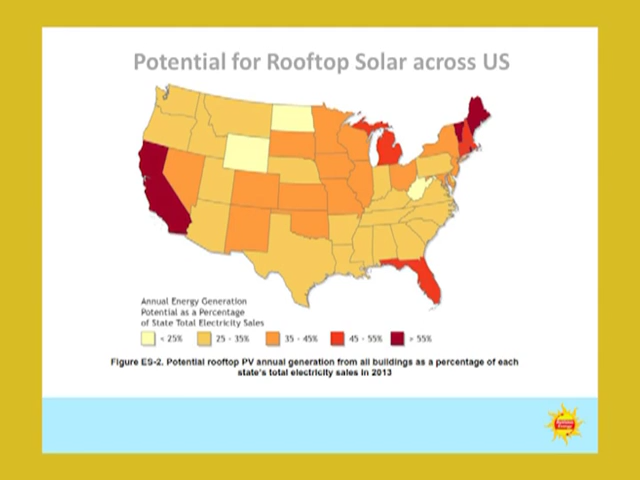 Potential for Rooftop Solar across US
Annual Energy Generation
Potential as a Percentage
of State Total Electricity Sales
< 25%
25 - 35%
35 - 45%
45 - 55%
> 55%
Figure ES-2. Potential rooftop PV annual generation from all buildings as a percentage of each
state's total electricity sales in 2013